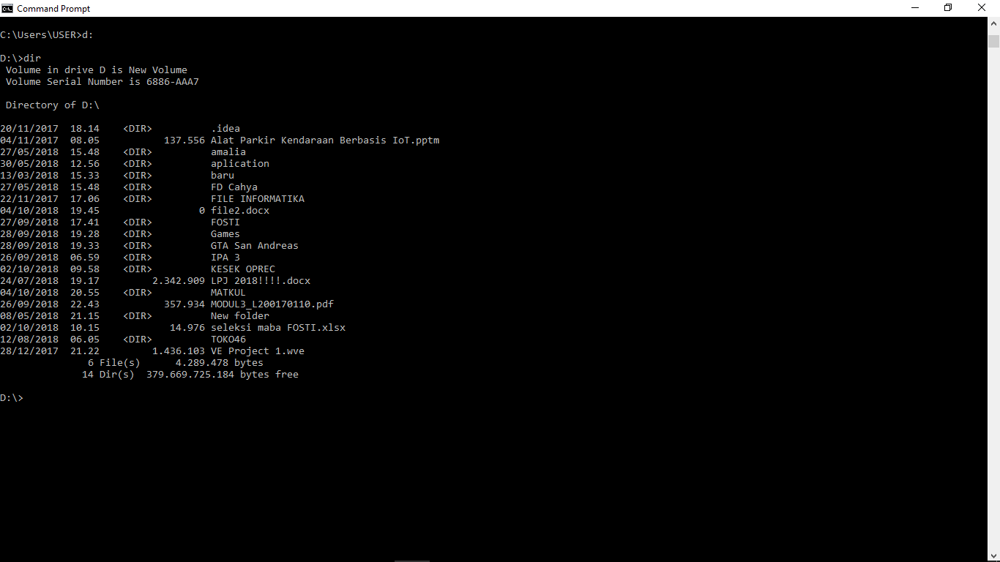 Command Prompt
C:\Users\USER>d:
D:\>dir
 Volume in drive D is New Volume
 Volume Serial Number is 6886-AAA7
 Directory of D:\
20/11/2017  18.14    <DIR>          .idea
04/11/2017  08.05           137.556 Alat Parkir Kendaraan Berbasis IoT.pptm
27/05/2018  15.48    <DIR>          amalia
30/05/2018  12.56    <DIR>          aplication
13/03/2018  15.33    <DIR>          baru
27/05/2018  15.48    <DIR>          FD Cahya
22/11/2017  17.06    <DIR>          FILE INFORMATIKA
04/10/2018  19.45                 0 file2.docx
27/09/2018  17.41    <DIR>          FOSTI
28/09/2018  19.28    <DIR>          Games
28/09/2018  19.33    <DIR>          GTA San Andreas
26/09/2018  06.59    <DIR>          IPA 3
02/10/2018  09.58    <DIR>          KESEK OPREC
24/07/2018  19.17         2.342.909 LPJ 2018!!!!.docx
04/10/2018  20.55    <DIR>          MATKUL
26/09/2018  22.43           357.934 MODUL3_L200170110.pdf
08/05/2018  21.15    <DIR>          New folder
02/10/2018  10.15            14.976 seleksi maba FOSTI.xlsx
12/08/2018  06.05    <DIR>          TOKO46
28/12/2017  21.22         1.436.103 VE Project 1.wve
               6 File(s)      4.289.478 bytes
              14 Dir(s)  379.669.725.184 bytes free
D:\>